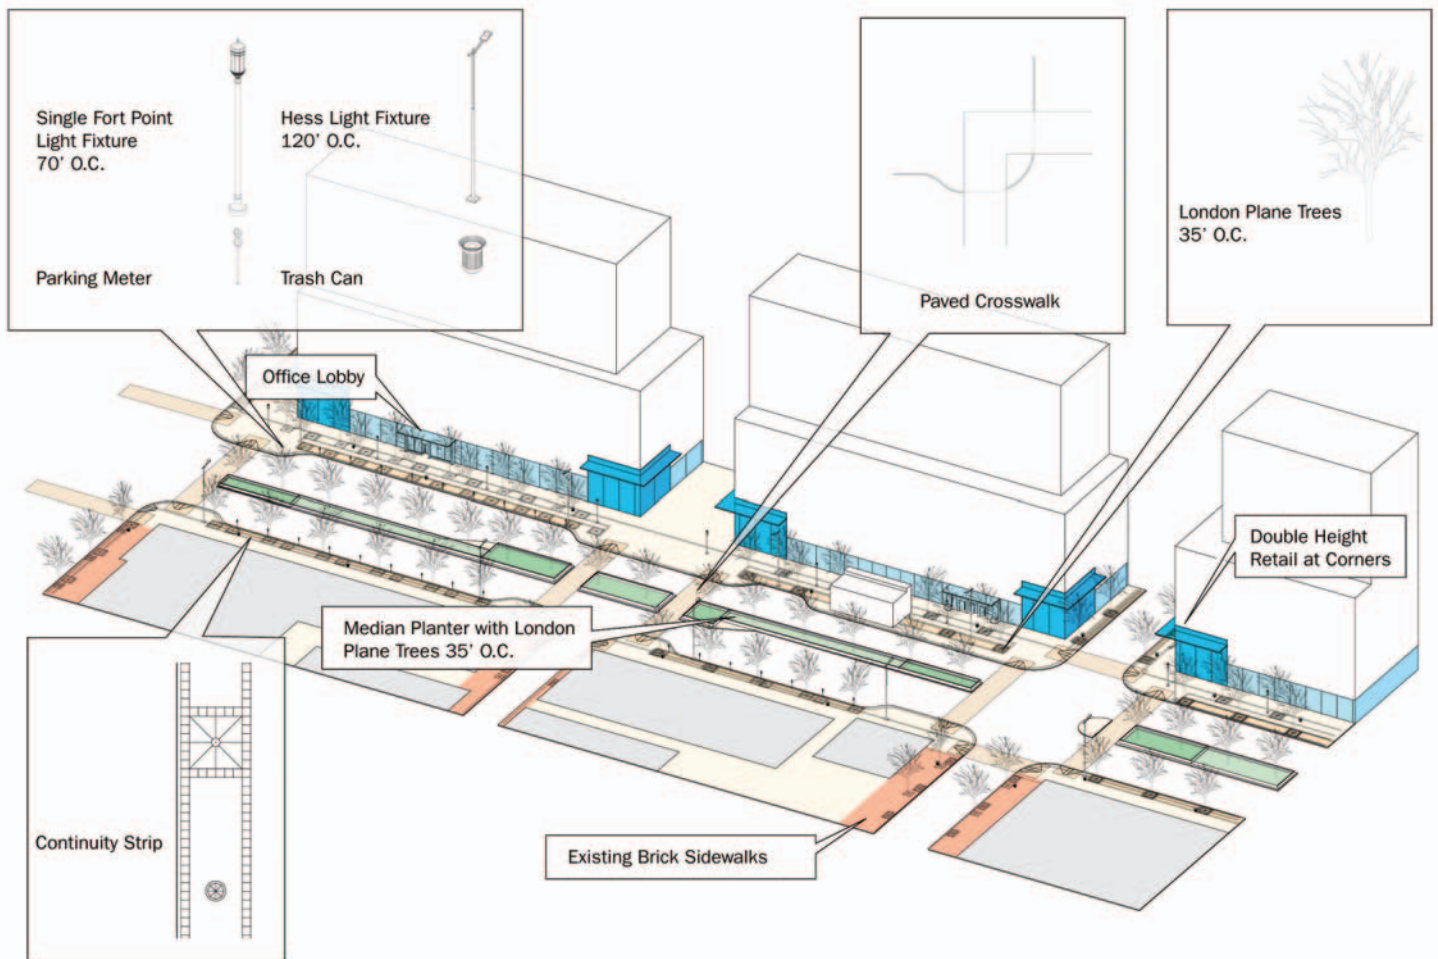 Single Fort Point
Light Fixture
70' O.C.
Hess Light Fixture
120' O.C.
Parking Meter
Trash Can
Paved Crosswalk
London Plane Trees
35' O.C.
Office Lobby
Double Height
Retail at Corners
Median Planter with London
Plane Trees 35' O.C.
Continuity Strip
Existing Brick Sidewalks